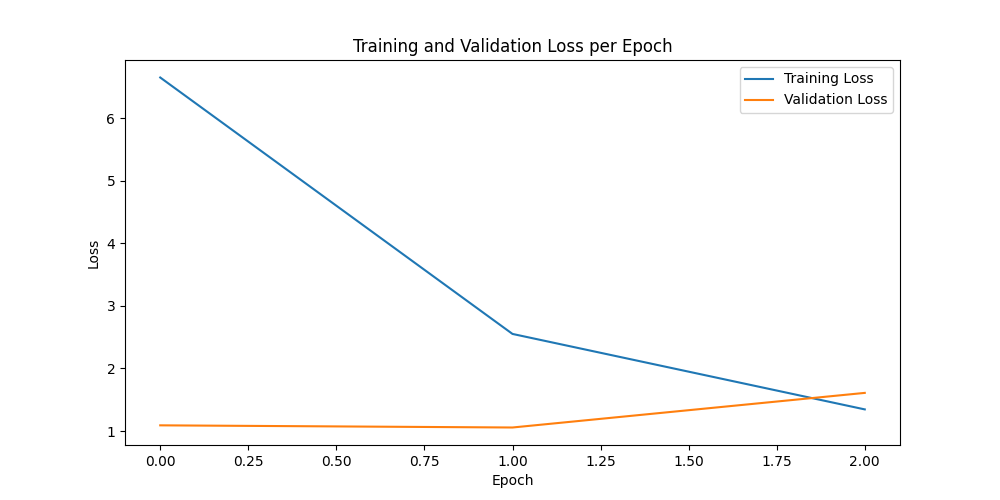 Training and Validation Loss per Epoch
Training Loss
Validation Loss
Loss
6
5
4
3
2
1
0.00 0.25 0.50 0.75 1.00 1.25 1.50 1.75 2.00
Epoch